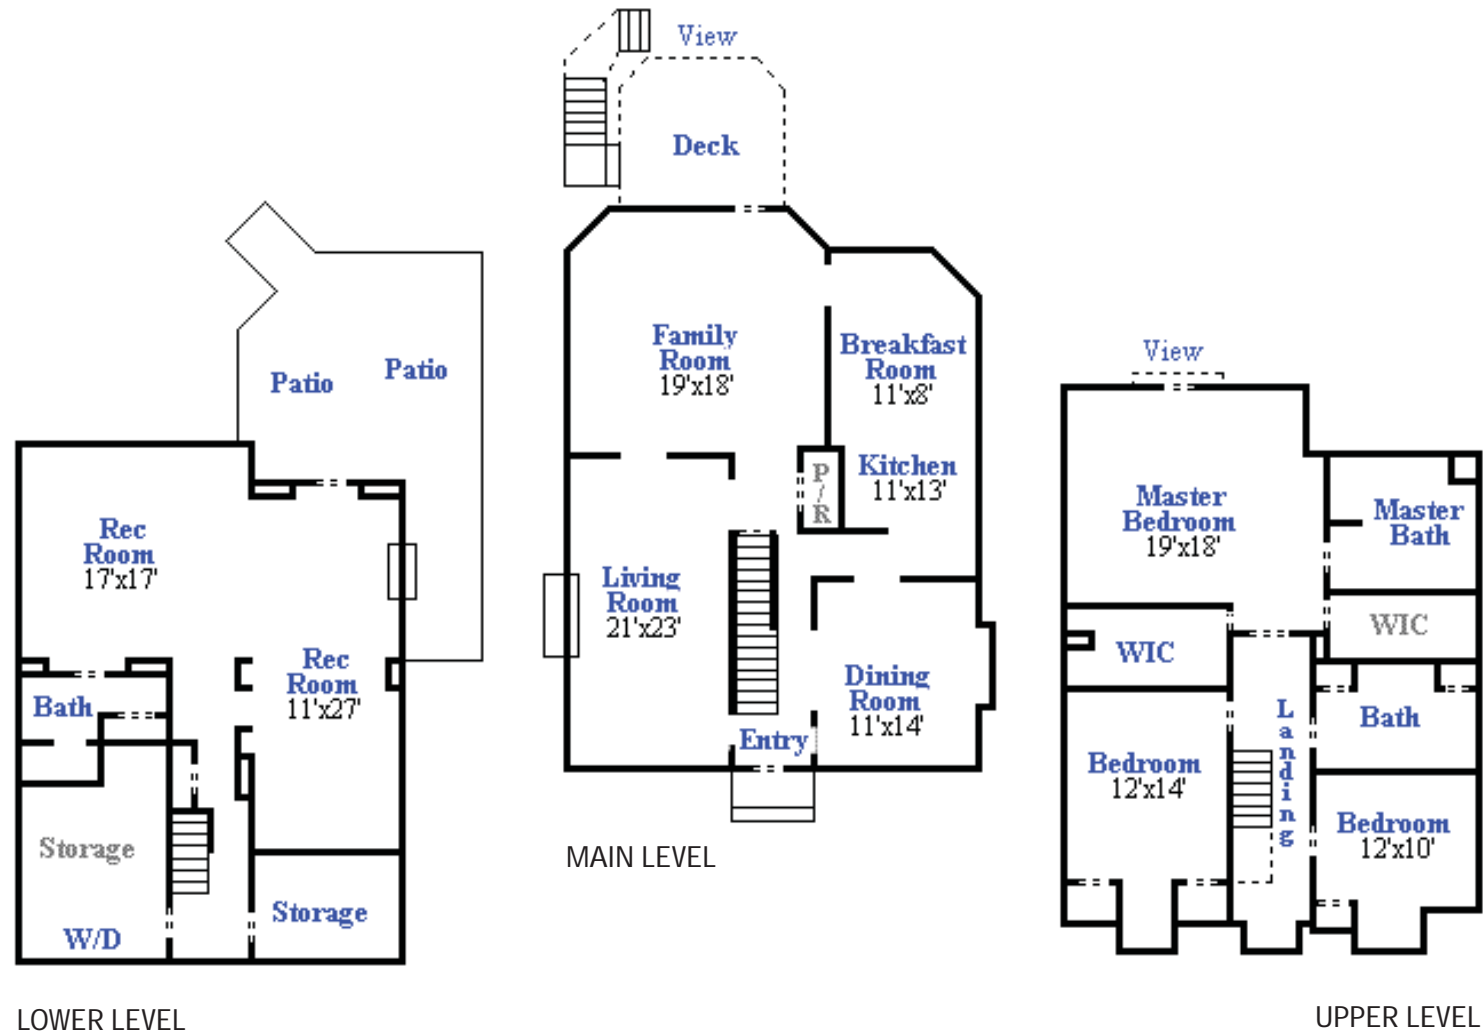 Patio
Patio
Rec
Room
17'x17'
Rec
Room
11'x27'
Bath
Storage
W/D
Storage
LOWER LEVEL
View
Deck
Family
Room
19'x18'
Breakfast
Room
11'x8'
Kitchen
11'x13'
P
/
R
Living
Room
21'x23'
Dining
Room
11'x14'
Entry
MAIN LEVEL
View
Master
Bedroom
19'x18'
Master
Bath
WIC
WIC
Landing
Bath
Bedroom
12'x14'
Bedroom
12'x10'
UPPER LEVEL